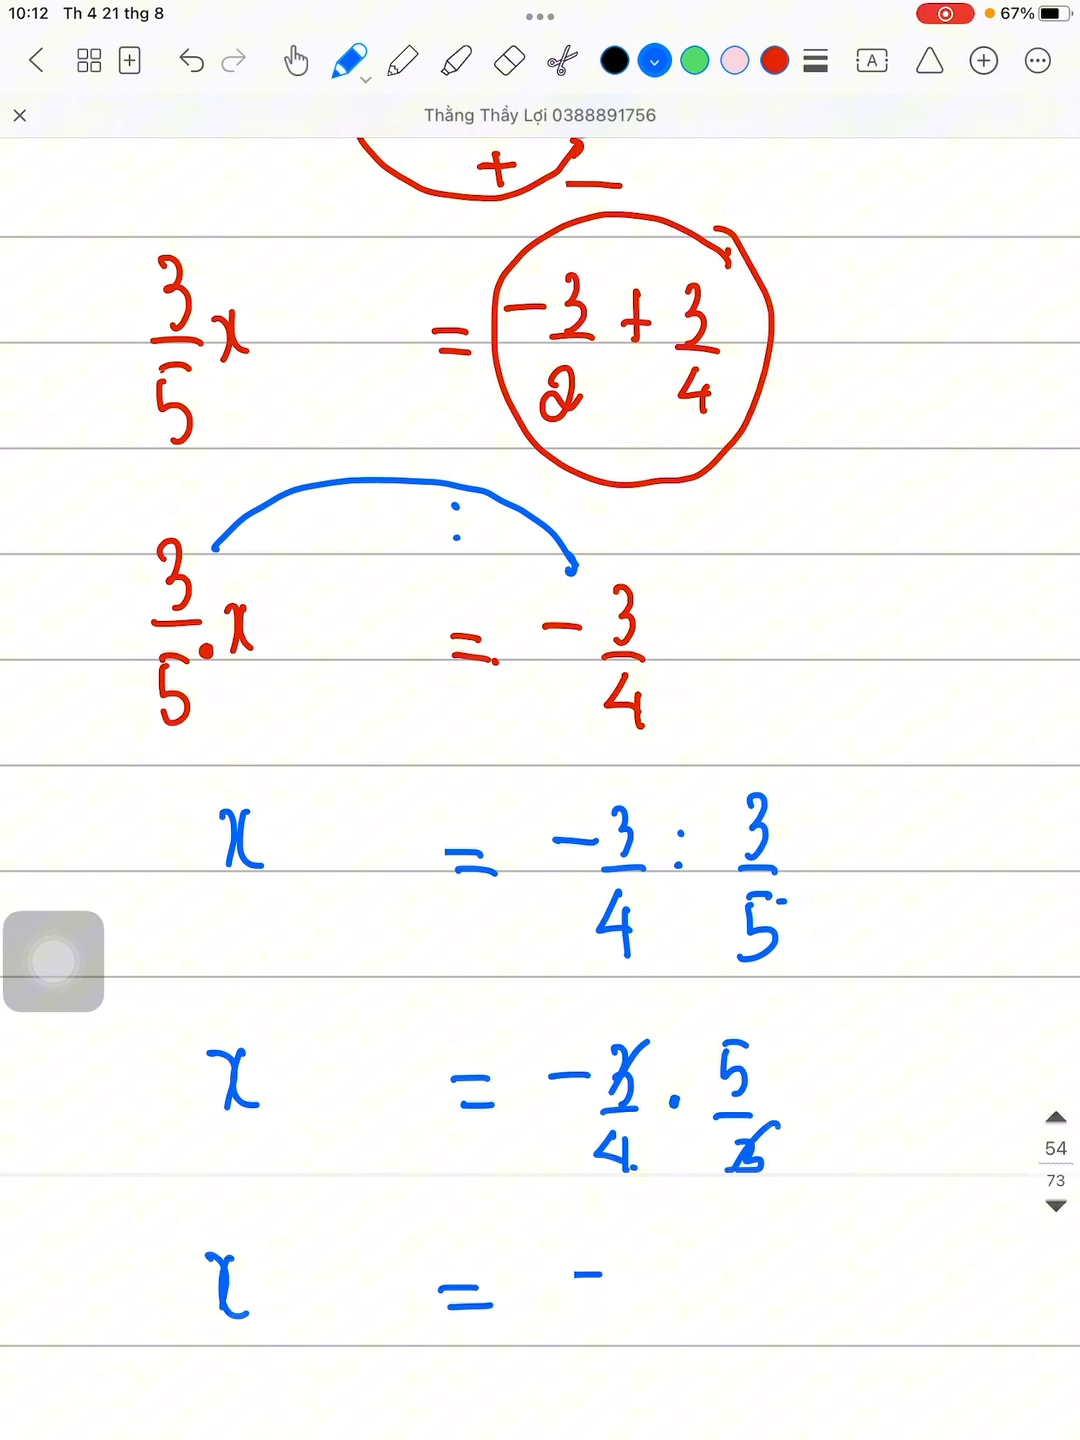 10:12 Th 4 21 thg 8 67%
A
Thằng Thầy Lợi 0388891756
+ −
3/5 x = −3/2 + 3/4
:
3/5 . x = − 3/4
x = −3/4 : 3/5
x = −3/4 . 5/3
54
73
x = −